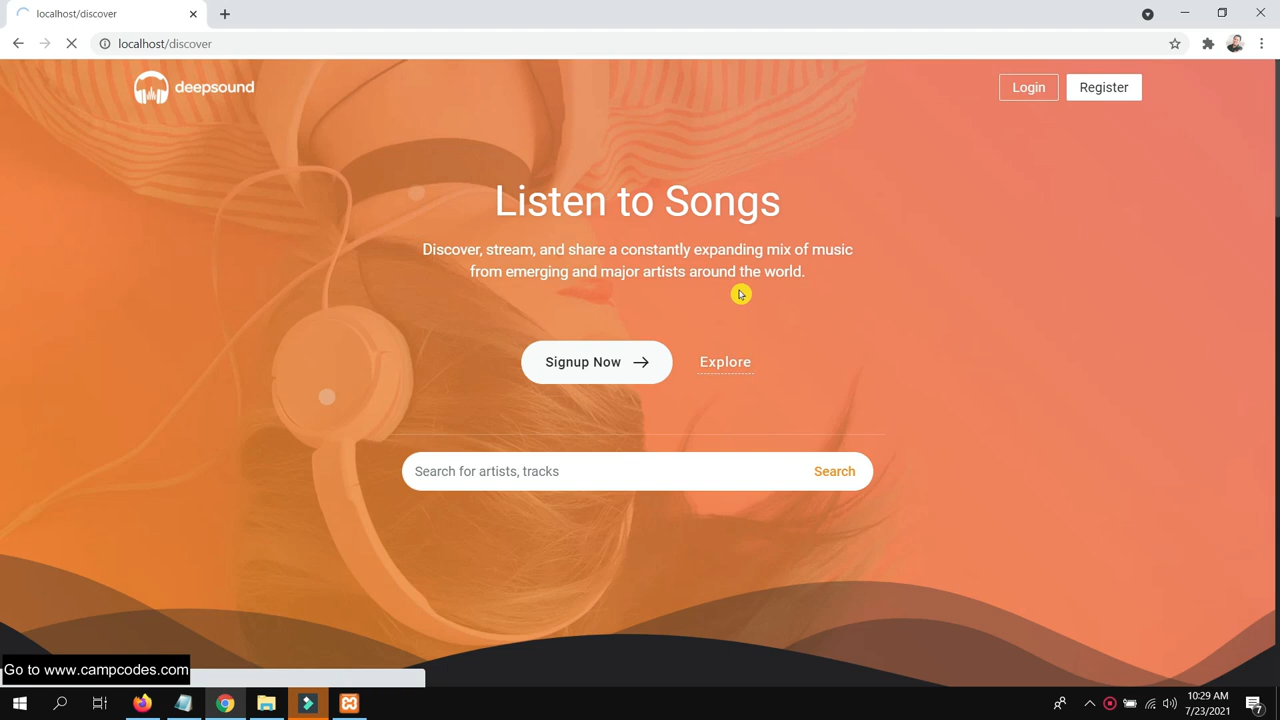 localhost/discover
localhost/discover
deepsound
Login
Register
Listen to Songs
Discover, stream, and share a constantly expanding mix of music
from emerging and major artists around the world.
Signup Now
Explore
Search for artists, tracks
Search
Go to www.campcodes.com
10:29 AM
7/23/2021
7